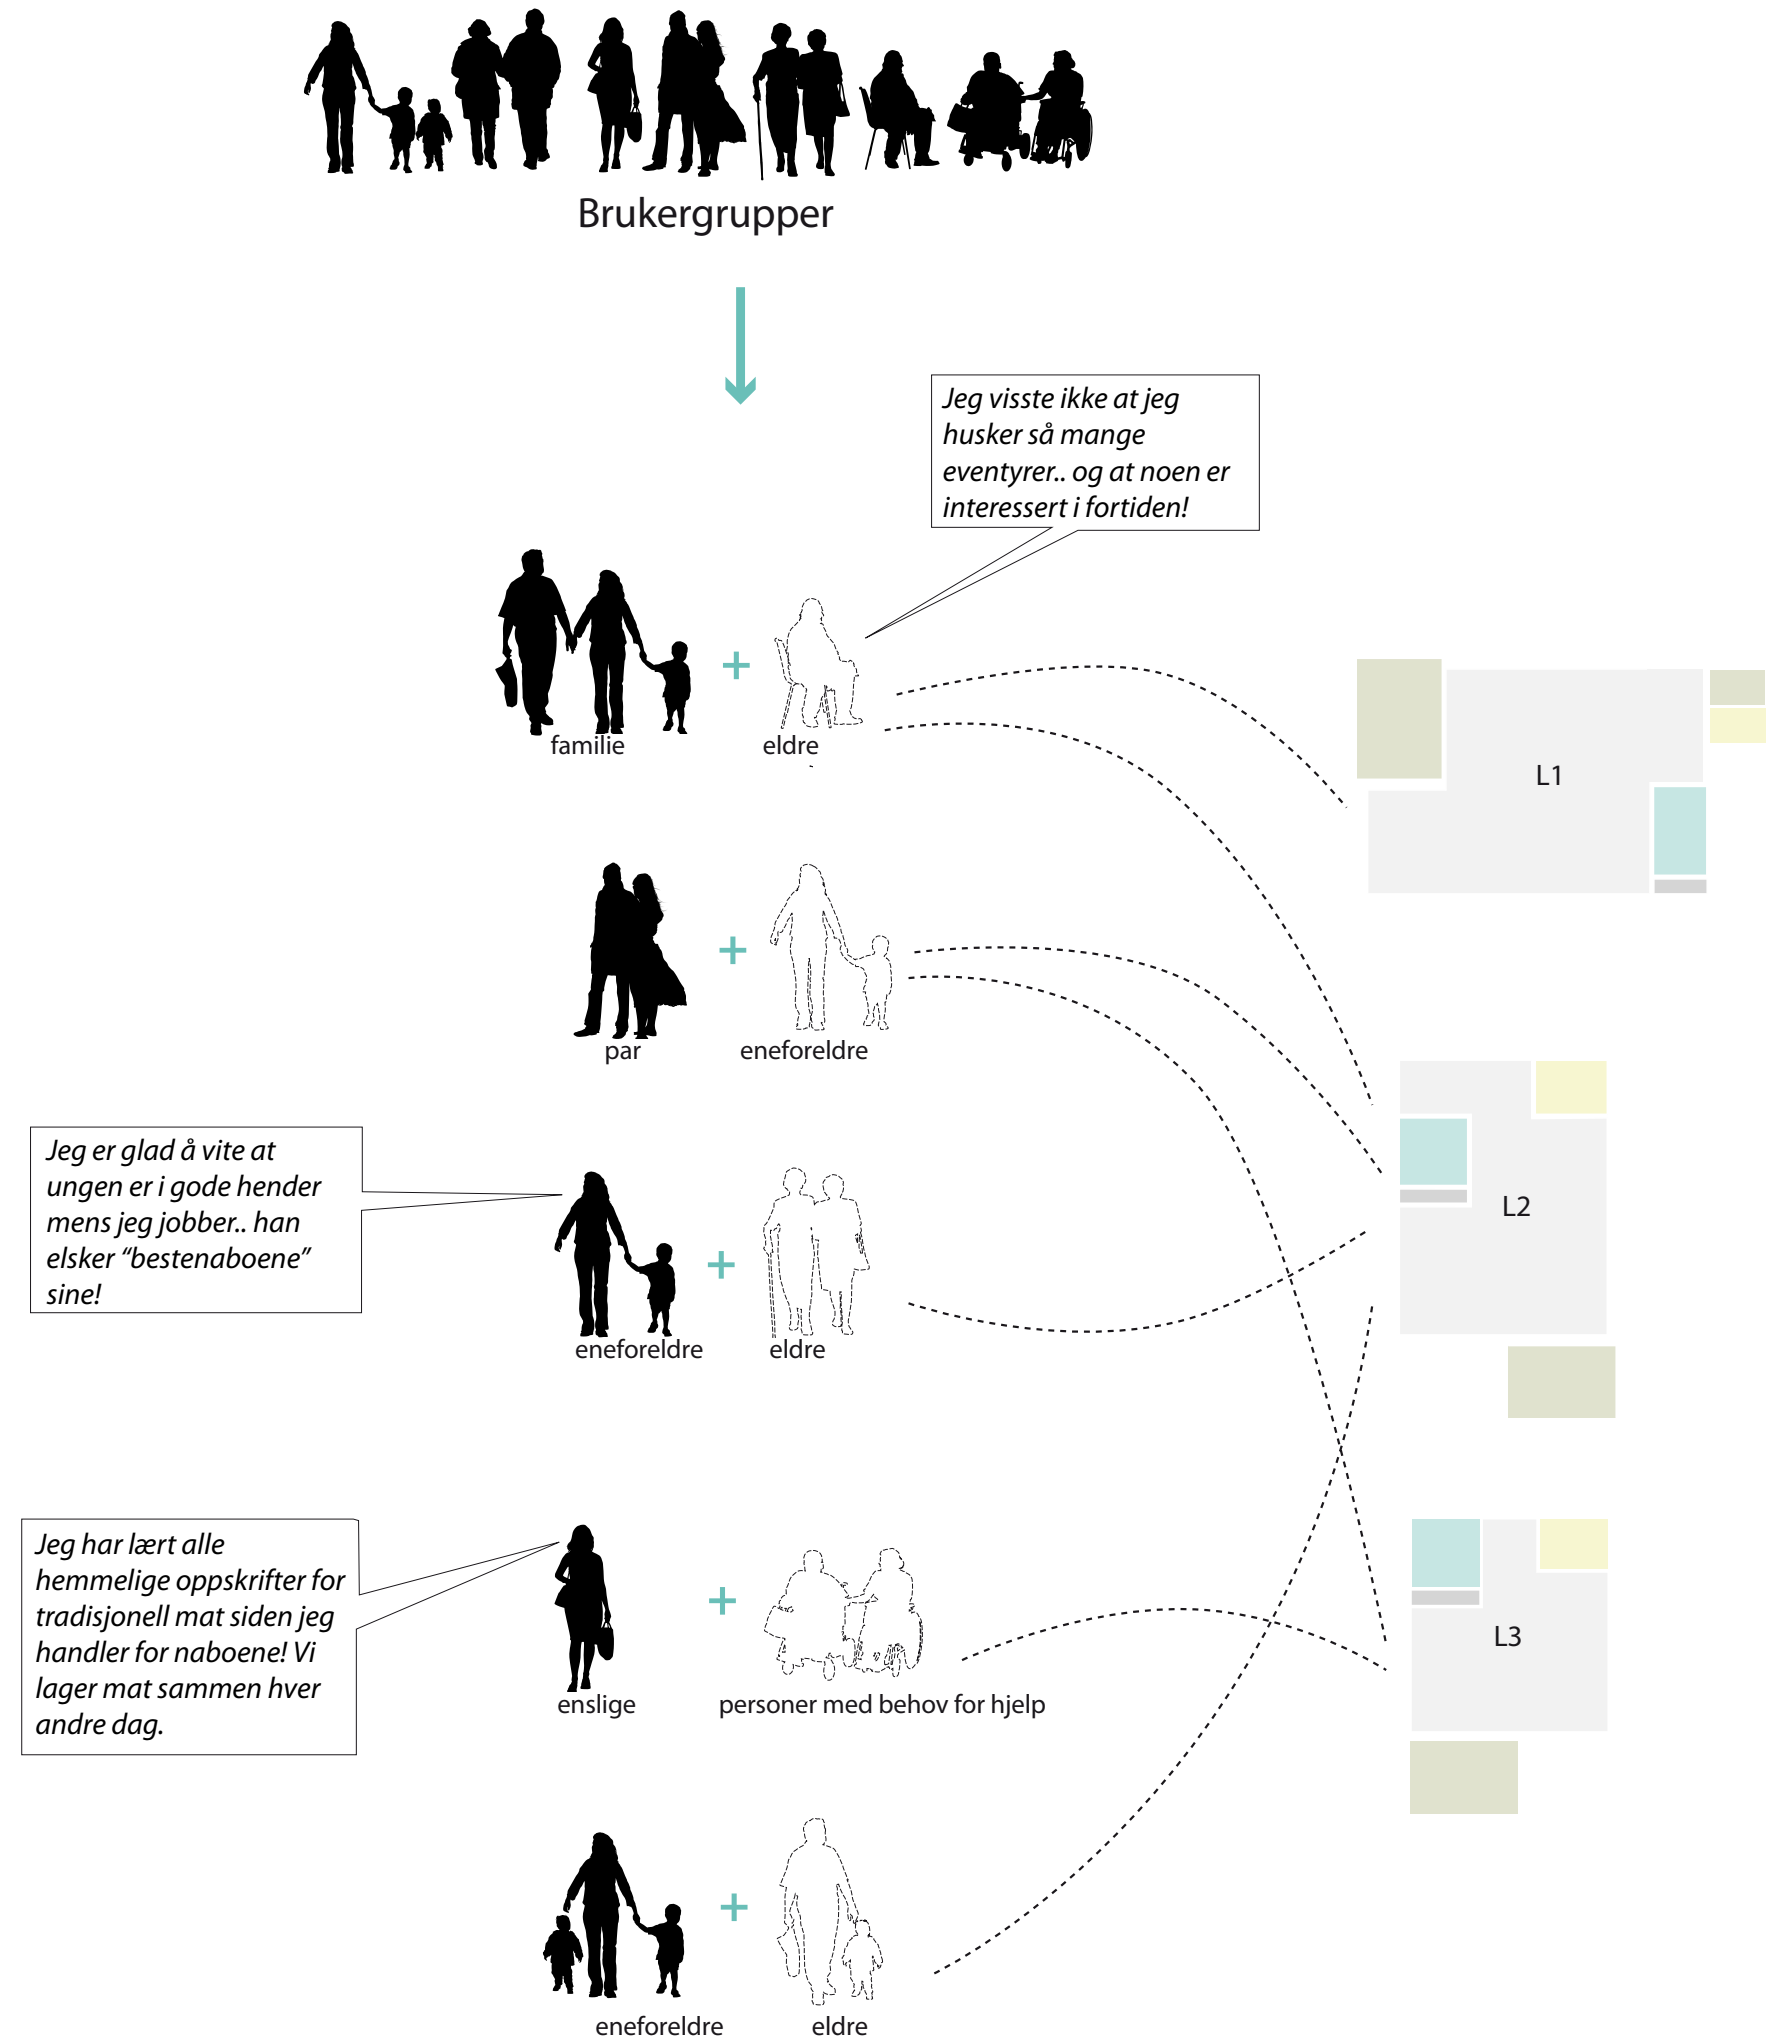 Brukergrupper
Jeg visste ikke at jeg
husker så mange
eventyrer.. og at noen er
interessert i fortiden!
familie
eldre
L1
par
eneforeldre
Jeg er glad å vite at
ungen er i gode hender
mens jeg jobber.. han
elsker “bestenaboene”
sine!
L2
eneforeldre
eldre
Jeg har lært alle
hemmelige oppskrifter for
tradisjonell mat siden jeg
handler for naboene! Vi
lager mat sammen hver
andre dag.
L3
enslige
personer med behov for hjelp
eneforeldre
eldre